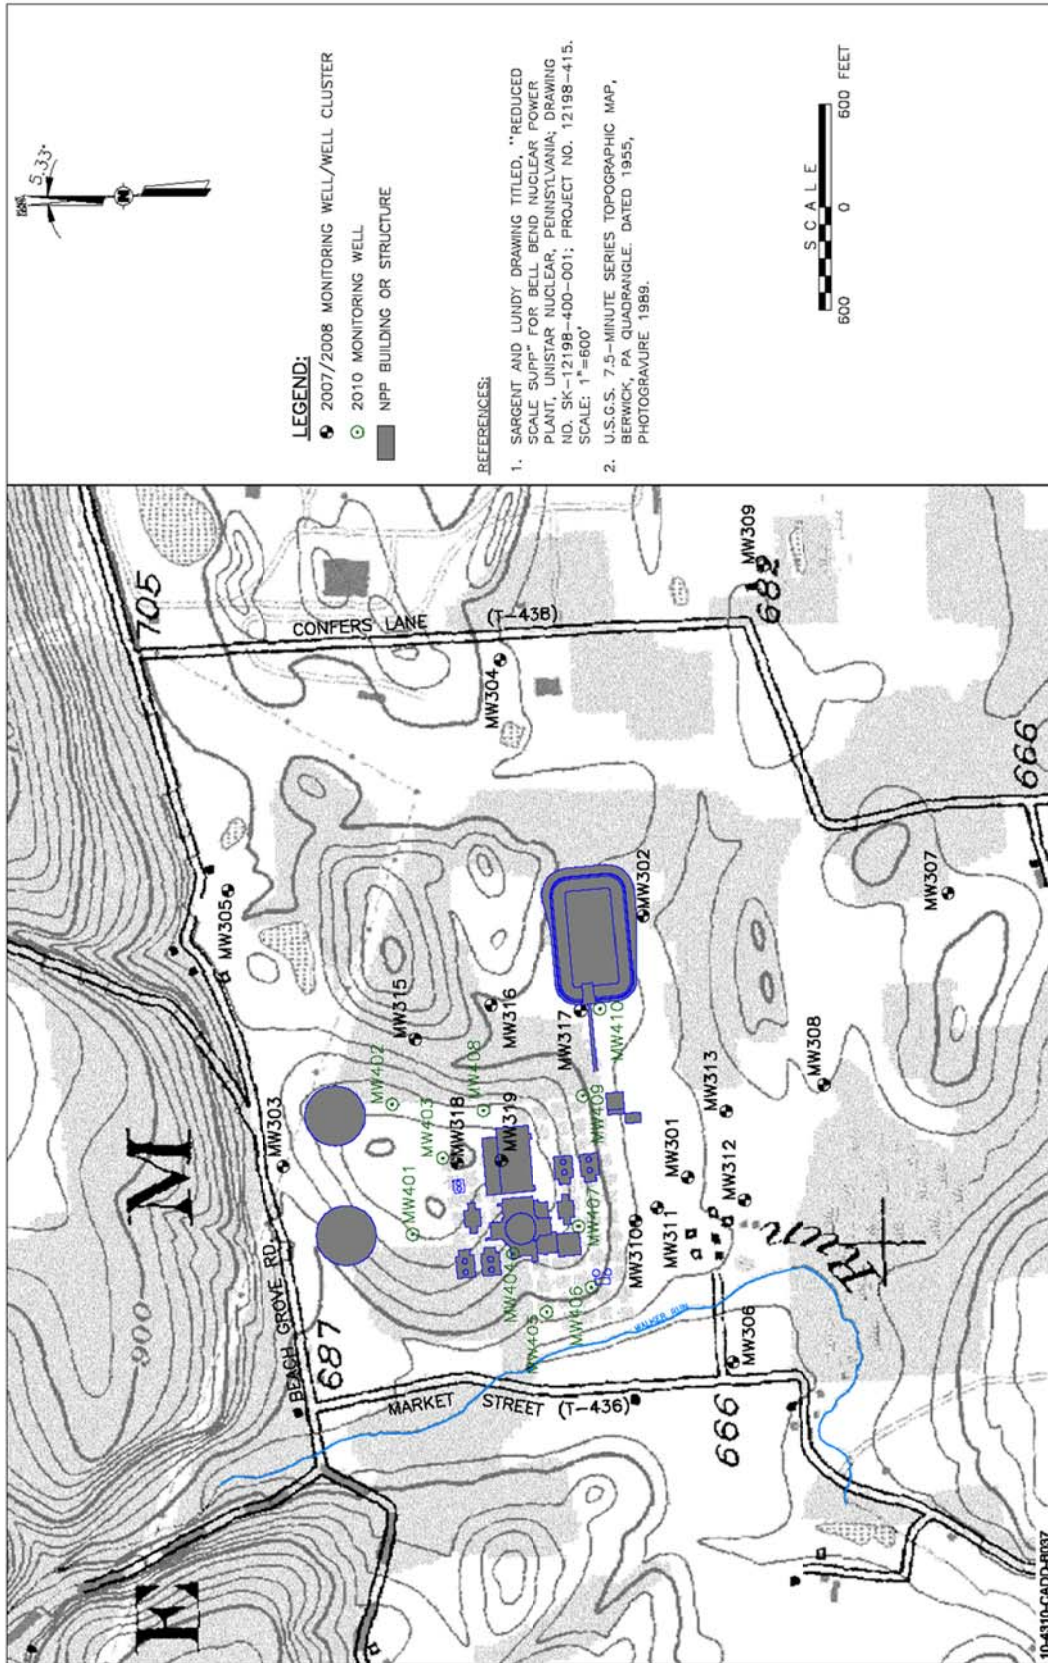 5.33°
LEGEND:
2007/2008 MONITORING WELL/WELL CLUSTER
2010 MONITORING WELL
NPP BUILDING OR STRUCTURE
REFERENCES:
1. SARGENT AND LUNDY DRAWING TITLED, "REDUCED
SCALE SUPP" FOR BELL BEND NUCLEAR POWER
PLANT, UNISTAR NUCLEAR, PENNSYLVANIA; DRAWING
NO. SK-12198-400-001; PROJECT NO. 12198-415.
SCALE: 1"=600'
2. U.S.G.S. 7.5-MINUTE SERIES TOPOGRAPHIC MAP,
BERWICK, PA QUADRANGLE. DATED 1955,
PHOTOGRAVURE 1989.
SCALE
600 0 600 FEET
705
CONFERS LANE (T-438)
MW304
MW309
682
666
MW305
MW302
MW307
MW315
MW316
MW317
MW410
MW308
M
MW303
MW402
MW403
MW408
MW318
MW319
MW409
MW313
MW301
MW312
MW401
MW407
MW310
MW311
Run
900
BEACH GROVE RD.
687
MW404
MW405
MW406
WALKER RUN
MW306
MARKET STREET (T-436)
666
E
10-4310-CADD-B037